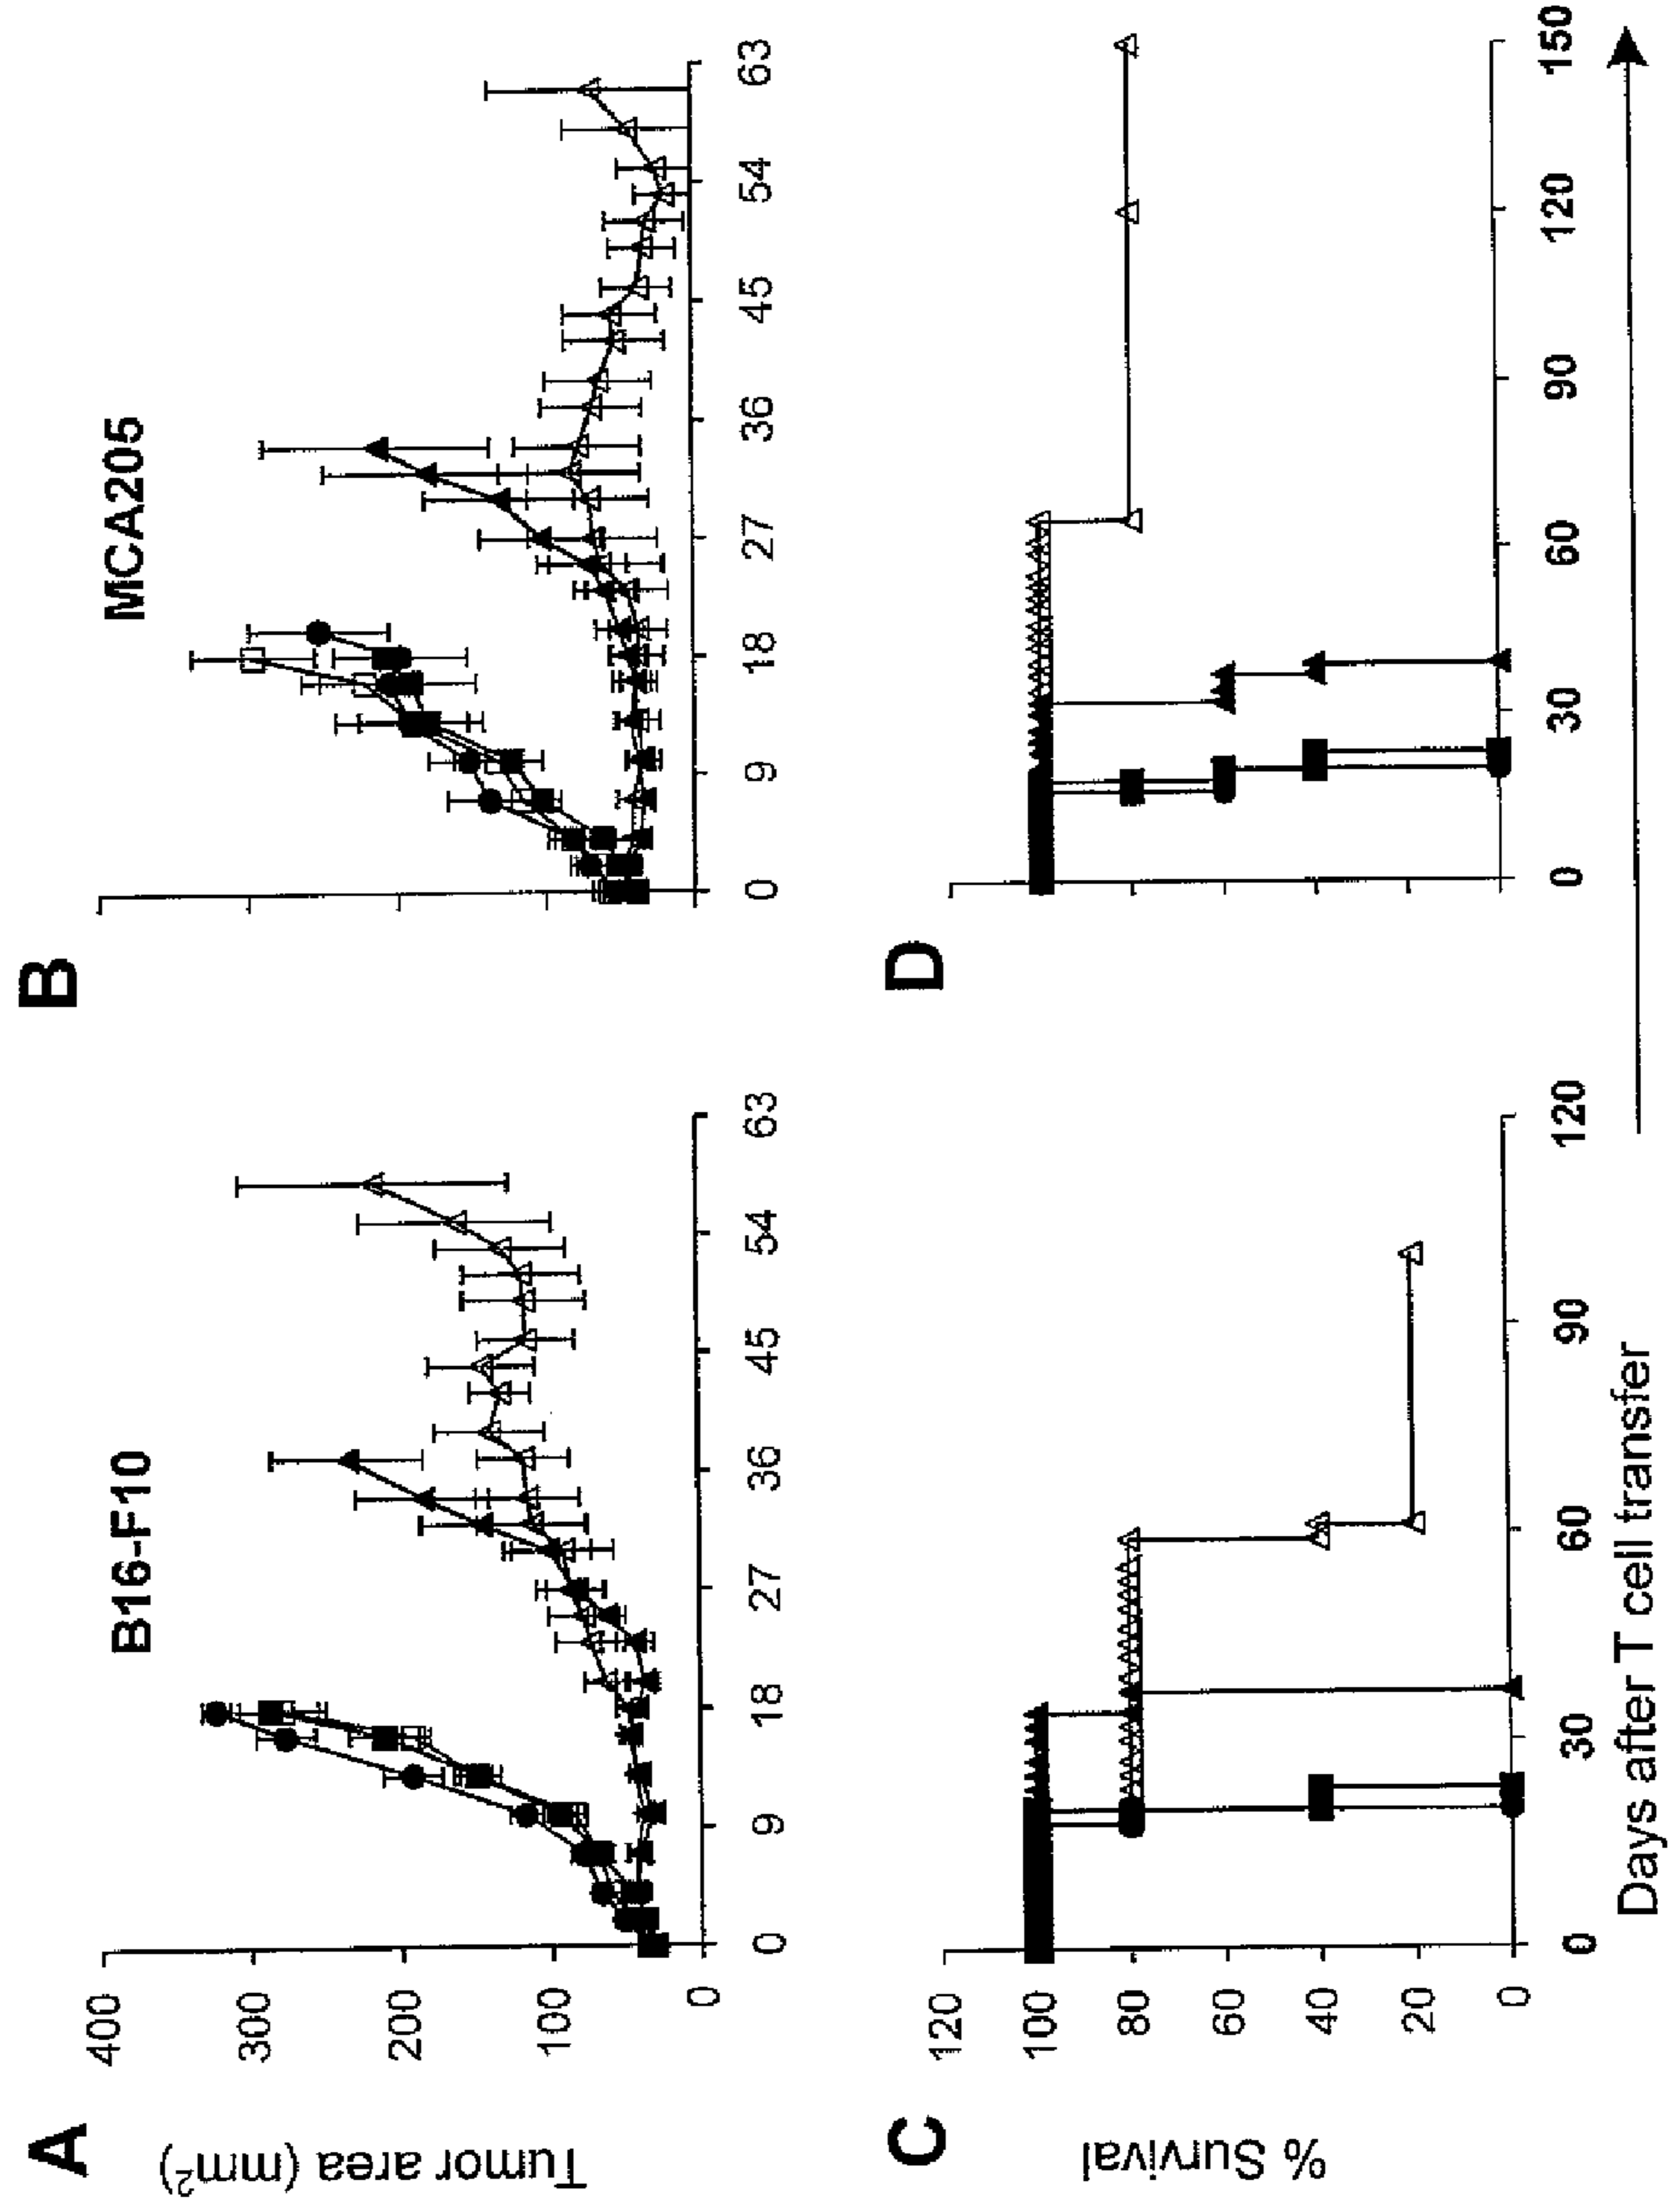 A
B16-F10
B
MCA205
Tumor area (mm²)
400
300
200
100
0
0 9 18 27 36 45 54 63
0 9 18 27 36 45 54 63
C
D
% Survival
120
100
80
60
40
20
0
0 30 60 90 120
0 30 60 90 120 150
Days after T cell transfer